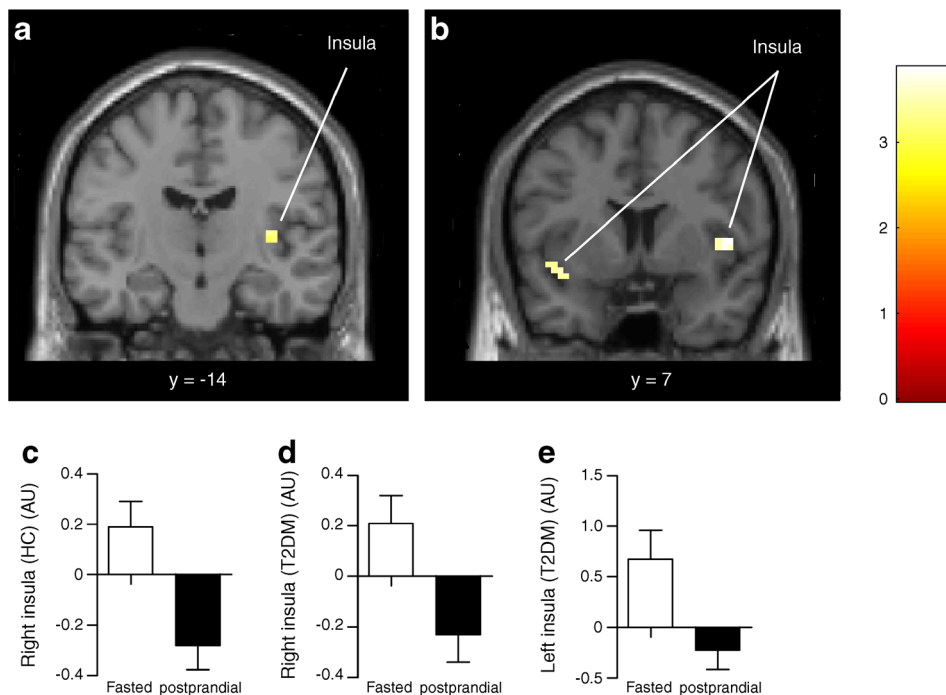 a
Insula
y = -14
b
Insula
y = 7
3
2
1
0
c
Right insula (HC) (AU)
0.4
0.2
0
-0.2
-0.4
Fasted postprandial
d
Right insula (T2DM) (AU)
0.4
0.2
0
-0.2
-0.4
Fasted postprandial
e
Left insula (T2DM) (AU)
1.5
1.0
0.5
0
-0.5
Fasted postprandial